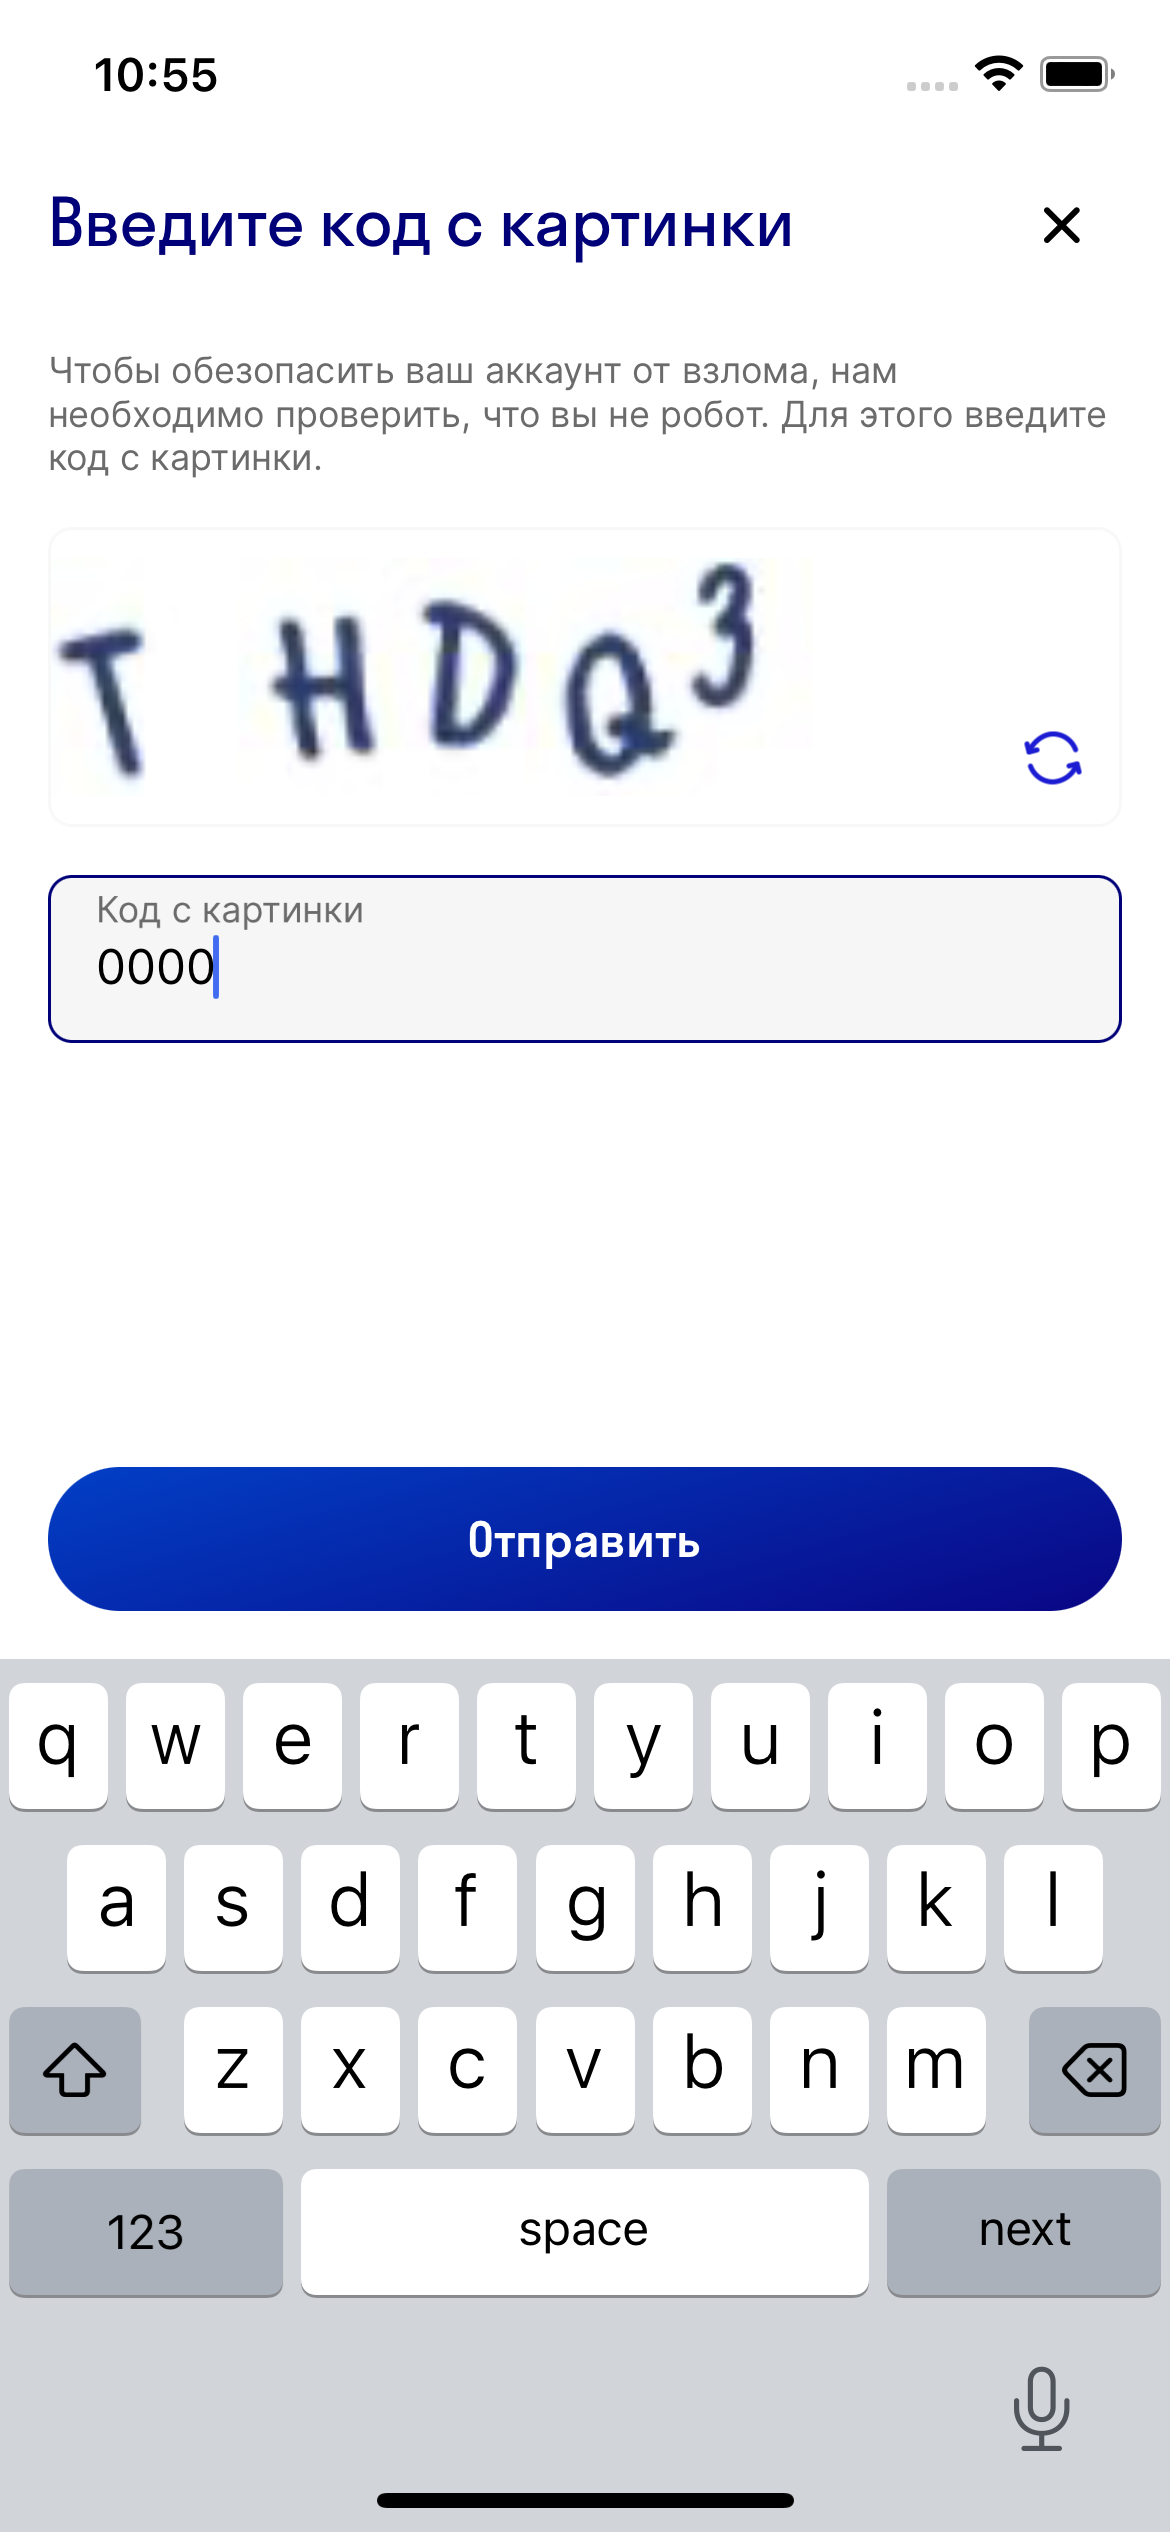 10:55
Введите код с картинки
Чтобы обезопасить ваш аккаунт от взлома, нам
необходимо проверить, что вы не робот. Для этого введите
код с картинки.
T HDQ3
Код с картинки
0000
Отправить
q w e r t y u i o p
a s d f g h j k l
z x c v b n m
123 space next